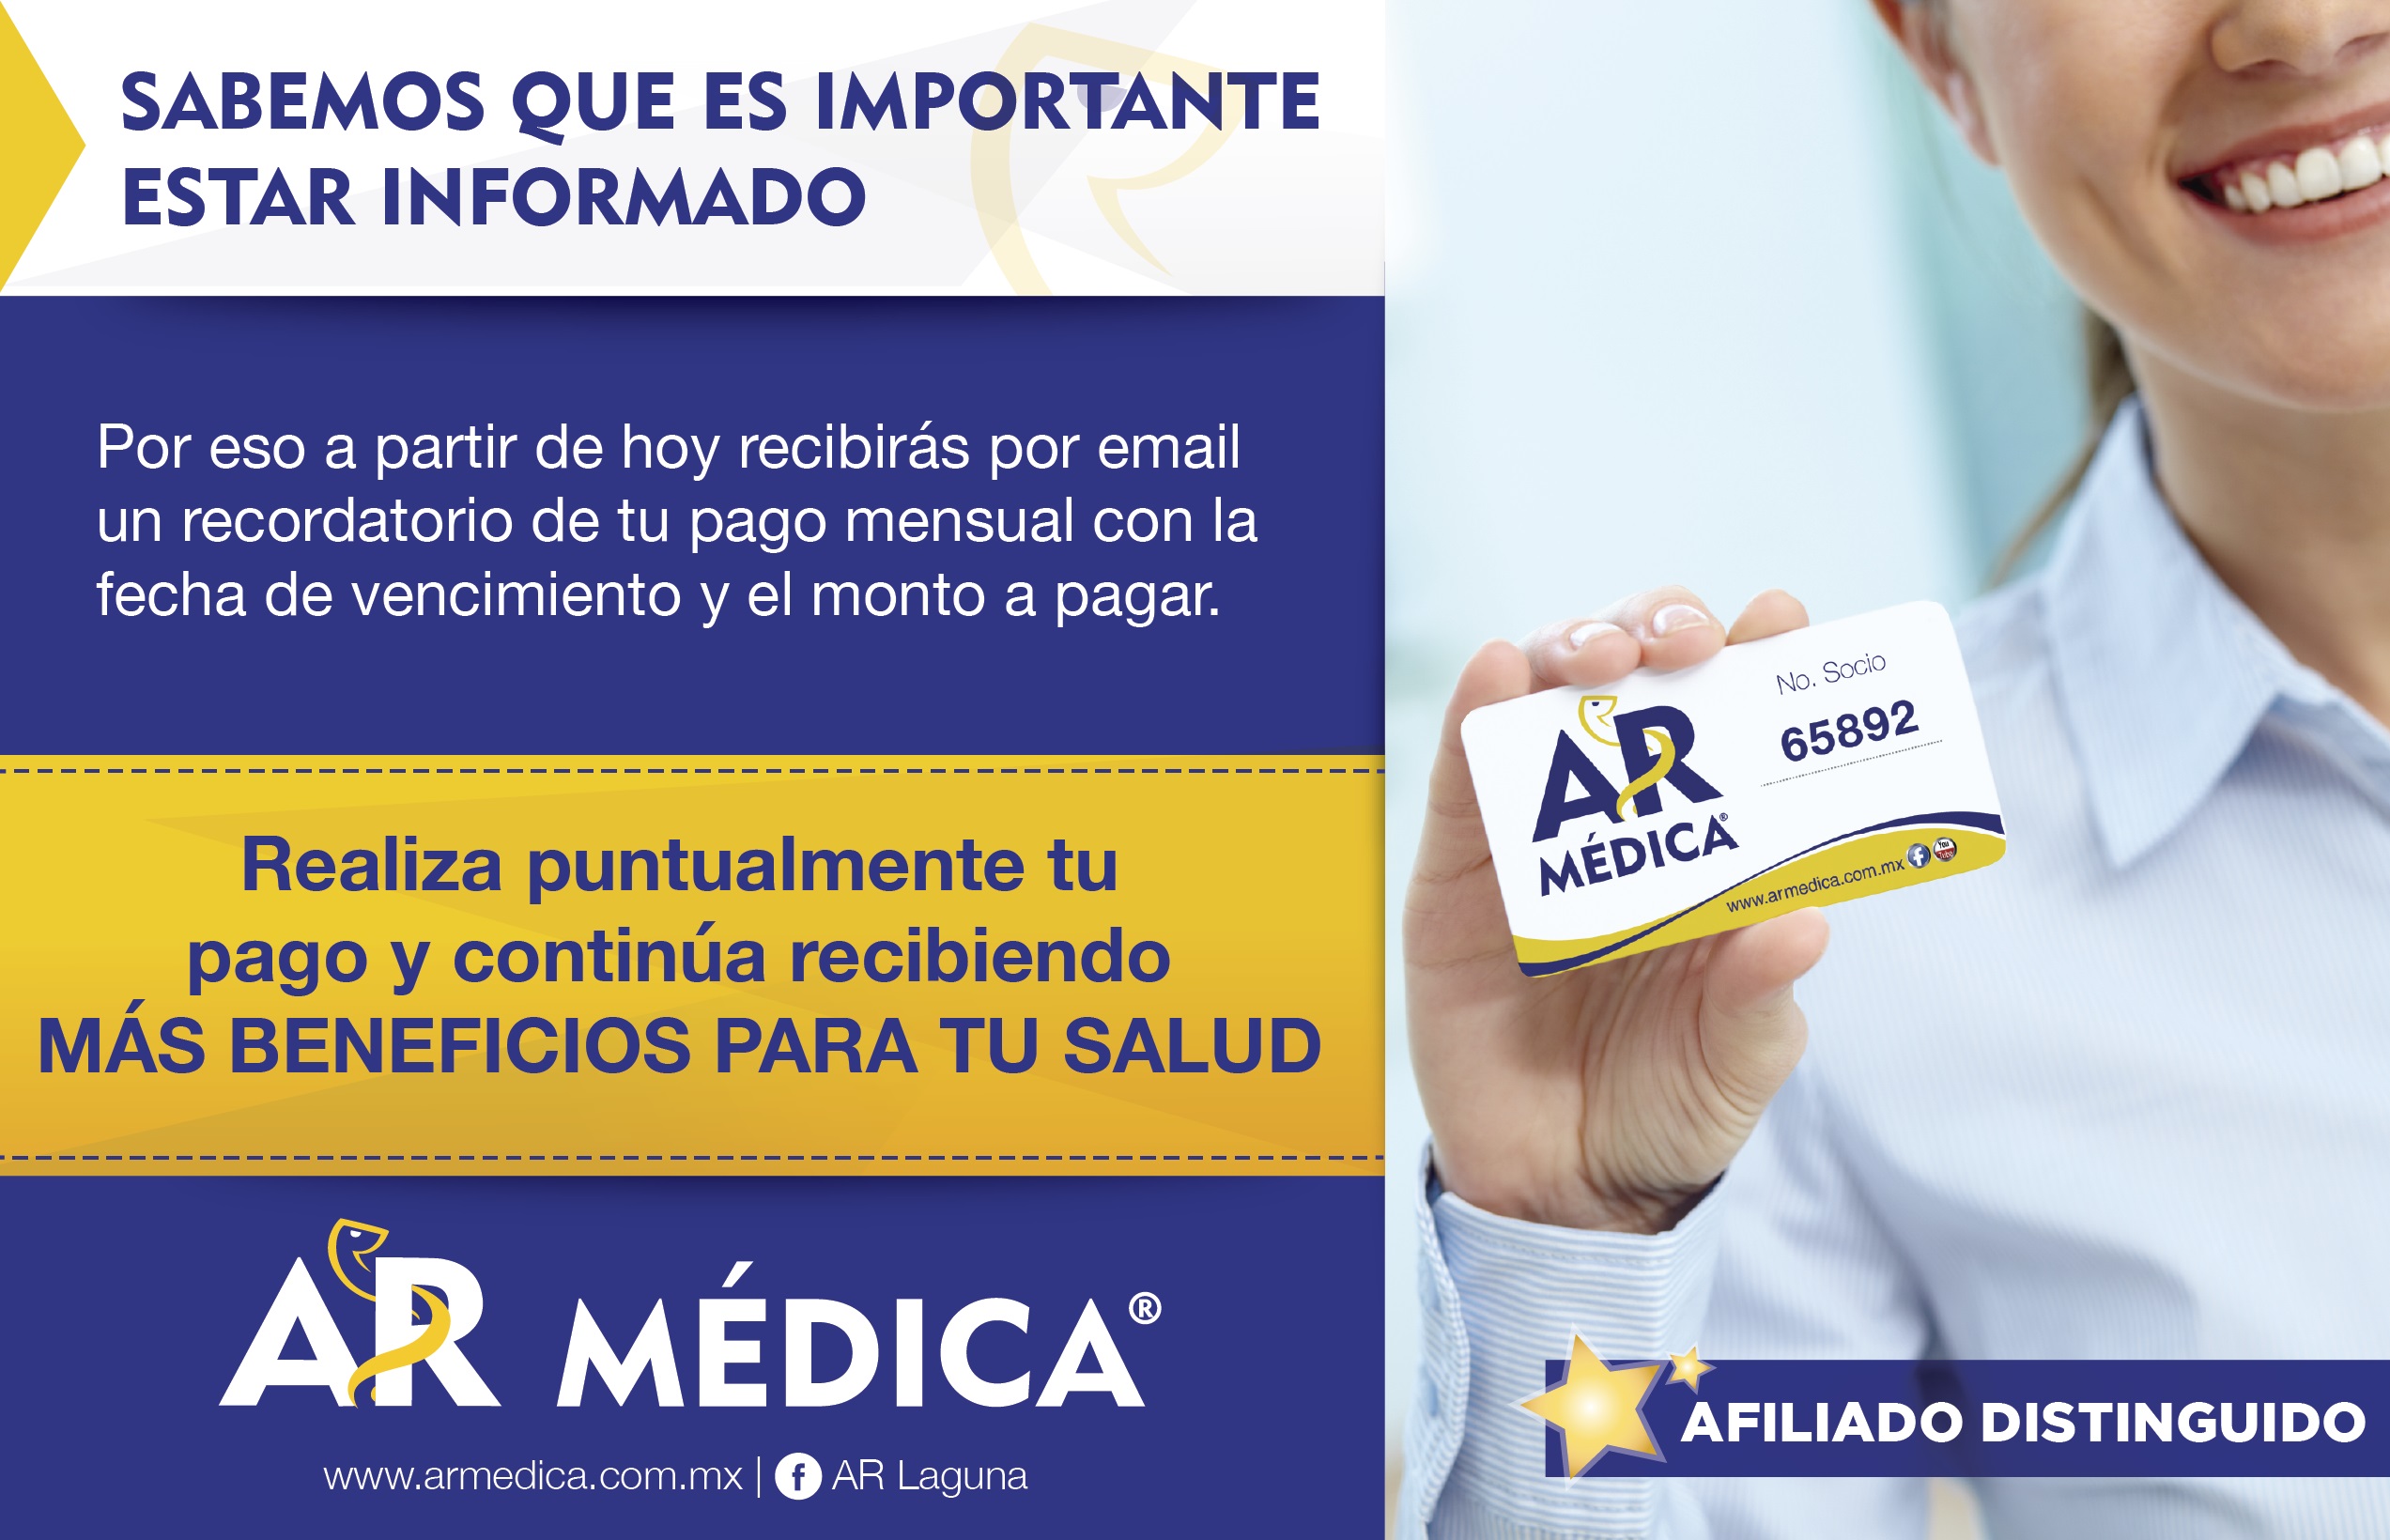 SABEMOS QUE ES IMPORTANTE
ESTAR INFORMADO
Por eso a partir de hoy recibirás por email
un recordatorio de tu pago mensual con la
fecha de vencimiento y el monto a pagar.
Realiza puntualmente tu
pago y continúa recibiendo
MÁS BENEFICIOS PARA TU SALUD
AR MÉDICA®
www.armedica.com.mx | f AR Laguna
No. Socio
65892
AR
MÉDICA®
www.armedica.com.mx f You Tube
AFILIADO DISTINGUIDO